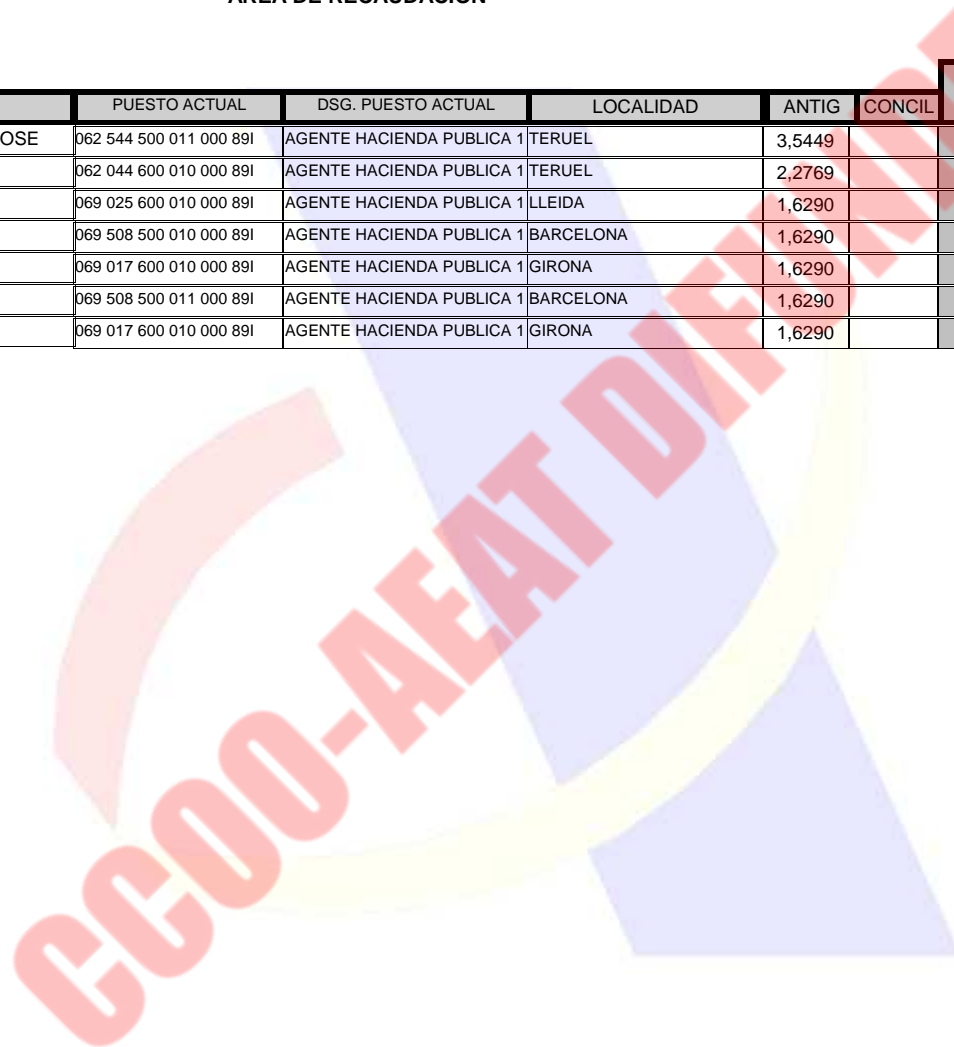 ÁREA DE RECAUDACIÓN
PUESTO ACTUAL DSG. PUESTO ACTUAL LOCALIDAD ANTIG CONCIL
OSE 062 544 500 011 000 89I AGENTE HACIENDA PUBLICA 1 TERUEL 3,5449
062 044 600 010 000 89I AGENTE HACIENDA PUBLICA 1 TERUEL 2,2769
069 025 600 010 000 89I AGENTE HACIENDA PUBLICA 1 LLEIDA 1,6290
069 508 500 010 000 89I AGENTE HACIENDA PUBLICA 1 BARCELONA 1,6290
069 017 600 010 000 89I AGENTE HACIENDA PUBLICA 1 GIRONA 1,6290
069 508 500 011 000 89I AGENTE HACIENDA PUBLICA 1 BARCELONA 1,6290
069 017 600 010 000 89I AGENTE HACIENDA PUBLICA 1 GIRONA 1,6290
CCOO-AEAT DIFUND